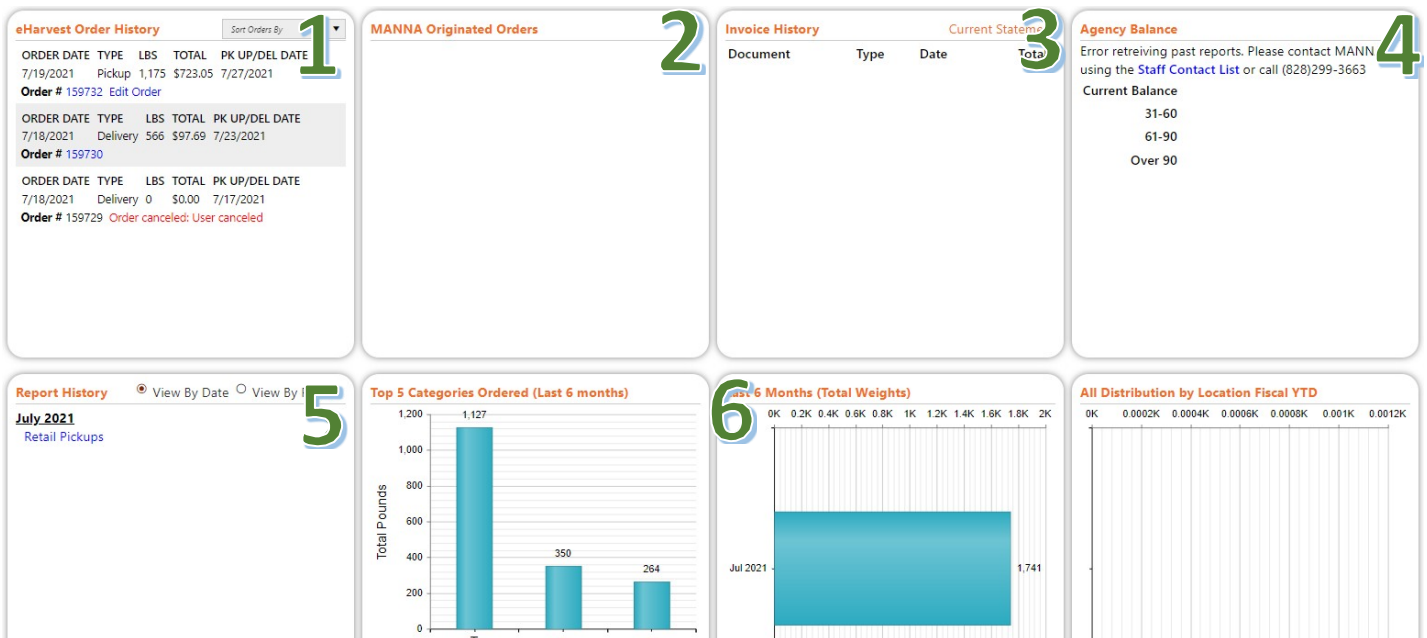 eHarvest Order History Sort Orders By 1
ORDER DATE TYPE LBS TOTAL PK UP/DEL DATE
7/19/2021 Pickup 1,175 $723.05 7/27/2021
Order # 159732 Edit Order
ORDER DATE TYPE LBS TOTAL PK UP/DEL DATE
7/18/2021 Delivery 566 $97.69 7/23/2021
Order # 159730
ORDER DATE TYPE LBS TOTAL PK UP/DEL DATE
7/18/2021 Delivery 0 $0.00 7/17/2021
Order # 159729 Order canceled: User canceled
MANNA Originated Orders 2
Invoice History Current 3
Document Type Date Total
Agency Balance 4
Error retreiving past reports. Please contact
using the Staff Contact List or call (828)299-3663
Current Balance
31-60
61-90
Over 90
Report History View By Date View By 5
July 2021
Retail Pickups
Top 5 Categories Ordered (Last 6 months)
Total Pounds
1,200
1,000
800
600
400
200
0
1,127
350
264
6 6 Months (Total Weights)
0K 0.2K 0.4K 0.6K 0.8K 1K 1.2K 1.4K 1.6K 1.8K 2K
Jul 2021 1,741
All Distribution by Location Fiscal YTD
0K 0.0002K 0.0004K 0.0006K 0.0008K 0.001K 0.0012K